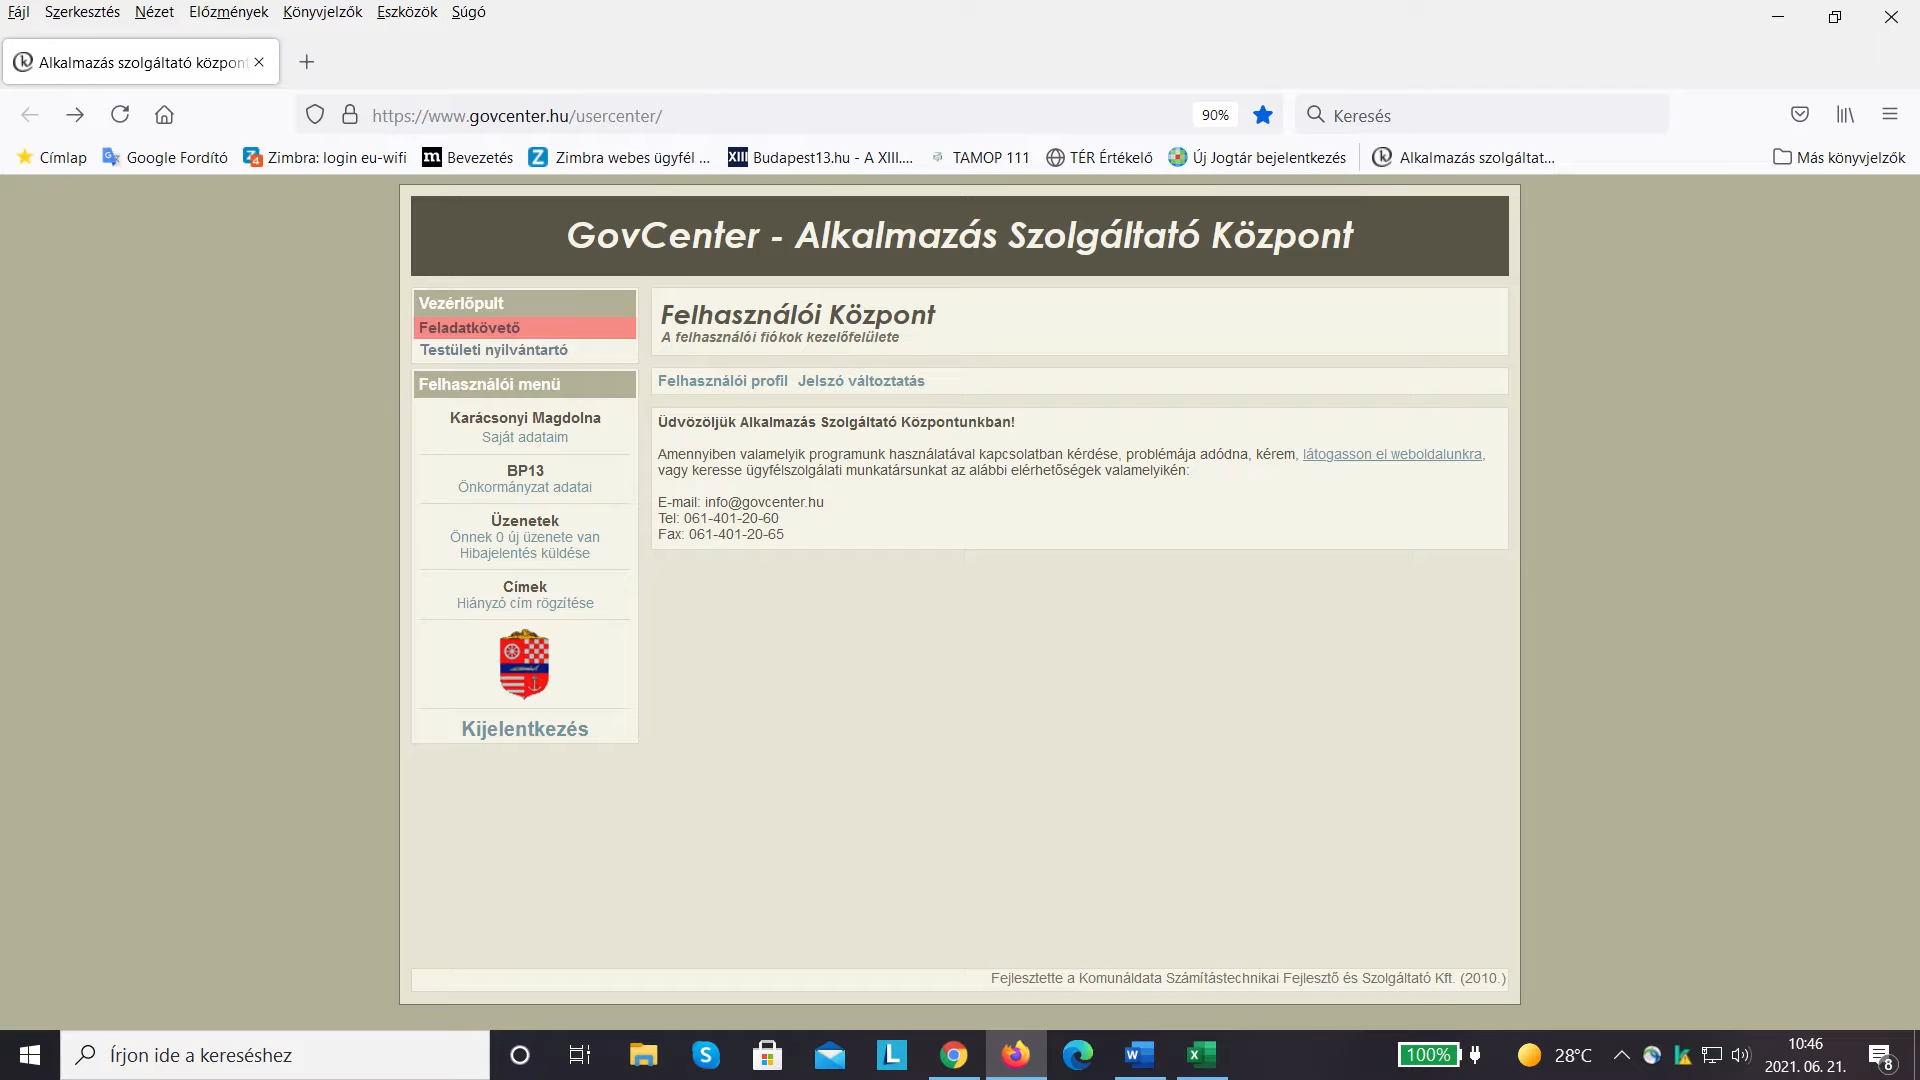 Fájl Szerkesztés Nézet Előzmények Könyvjelzők Eszközök Súgó
Alkalmazás szolgáltató központ
https://www.govcenter.hu/usercenter/ 90% Keresés
Címlap Google Fordító Zimbra: login eu-wifi Bevezetés Zimbra webes ügyfél ... Budapest13.hu - A XIII.... TAMOP 111 TÉR Értékelő Új Jogtár bejelentkezés Alkalmazás szolgáltat... Más könyvjelzők
GovCenter - Alkalmazás Szolgáltató Központ
Vezérlőpult
Feladatkövető
Testületi nyilvántartó
Felhasználói menü
Karácsonyi Magdolna
Saját adataim
BP13
Önkormányzat adatai
Üzenetek
Önnek 0 új üzenete van
Hibajelentés küldése
Címek
Hiányzó cím rögzítése
Kijelentkezés
Felhasználói Központ
A felhasználói fiókok kezelőfelülete
Felhasználói profil Jelszó változtatás
Üdvözöljük Alkalmazás Szolgáltató Központunkban!
Amennyiben valamelyik programunk használatával kapcsolatban kérdése, problémája adódna, kérem, látogasson el weboldalunkra,
vagy keresse ügyfélszolgálati munkatársunkat az alábbi elérhetőségek valamelyikén:
E-mail: info@govcenter.hu
Tel: 061-401-20-60
Fax: 061-401-20-65
Fejlesztette a Komunáldata Számítástechnikai Fejlesztő és Szolgáltató Kft. (2010.)
Írjon ide a kereséshez
100% 28°C 10:46
2021. 06. 21. 8